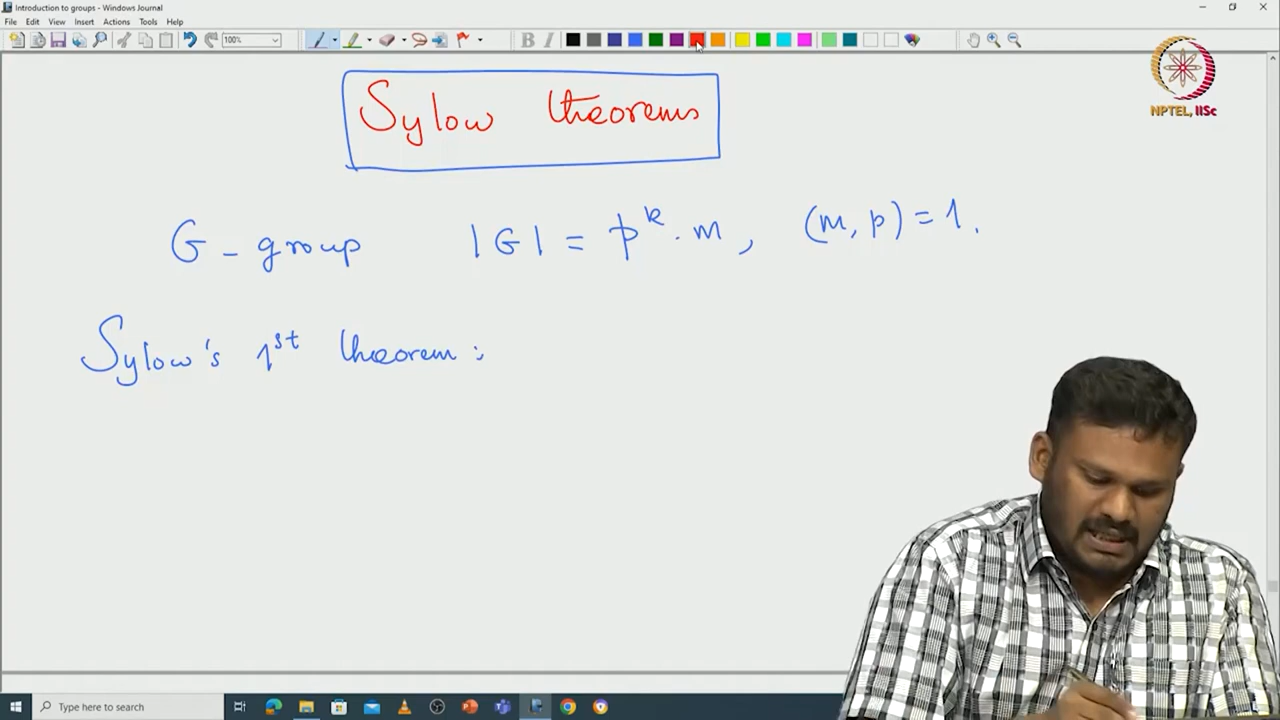 Introduction to groups - Windows Journal
File Edit View Insert Actions Tools Help
100%
B I
NPTEL, IISc
Sylow theorems
G - group |G| = p^k . m, (m, p) = 1.
Sylow's 1st theorem :
Type here to search